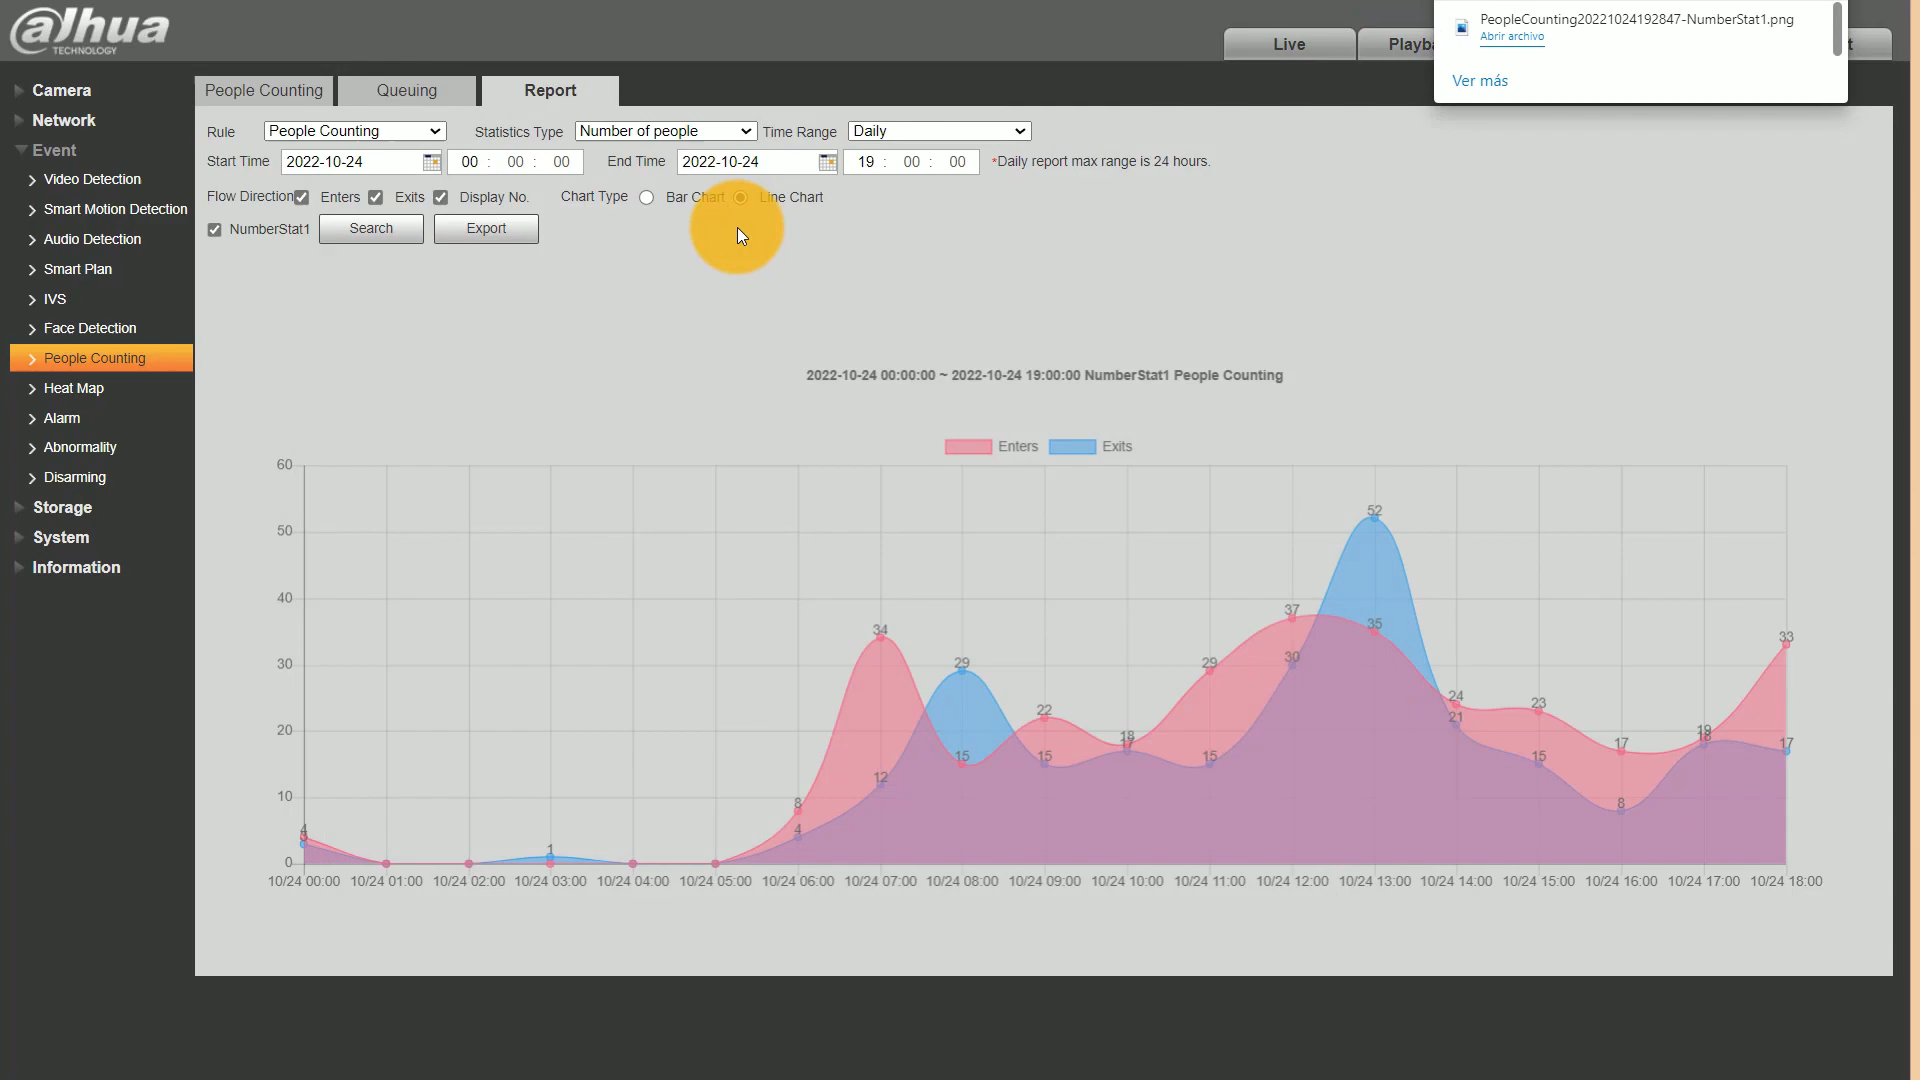 alhua
TECHNOLOGY
Live
Playb
t
PeopleCounting20221024192847-NumberStat1.png
Abrir archivo
Ver más
Camera
Network
Event
Video Detection
Smart Motion Detection
Audio Detection
Smart Plan
IVS
Face Detection
People Counting
Heat Map
Alarm
Abnormality
Disarming
Storage
System
Information
People Counting Queuing Report
Rule People Counting Statistics Type Number of people Time Range Daily
Start Time 2022-10-24 00 : 00 : 00 End Time 2022-10-24 19 : 00 : 00 *Daily report max range is 24 hours.
Flow Direction Enters Exits Display No. Chart Type Bar Chart Line Chart
NumberStat1 Search Export
2022-10-24 00:00:00 ~ 2022-10-24 19:00:00 NumberStat1 People Counting
Enters Exits
60
50
40
30
20
10
0
4
1
8
4
34
12
29
15
22
15
18
29
15
37
30
52
35
24
21
23
15
17
8
19
18
33
17
10/24 00:00 10/24 01:00 10/24 02:00 10/24 03:00 10/24 04:00 10/24 05:00 10/24 06:00 10/24 07:00 10/24 08:00 10/24 09:00 10/24 10:00 10/24 11:00 10/24 12:00 10/24 13:00 10/24 14:00 10/24 15:00 10/24 16:00 10/24 17:00 10/24 18:00